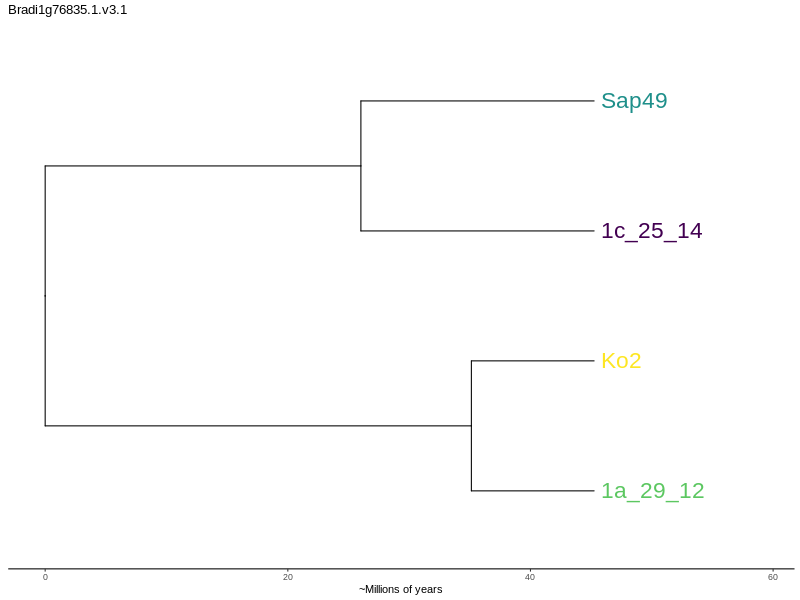 Bradi1g76835.1.v3.1
Sap49
1c_25_14
Ko2
1a_29_12
0 20 40 60
~Millions of years